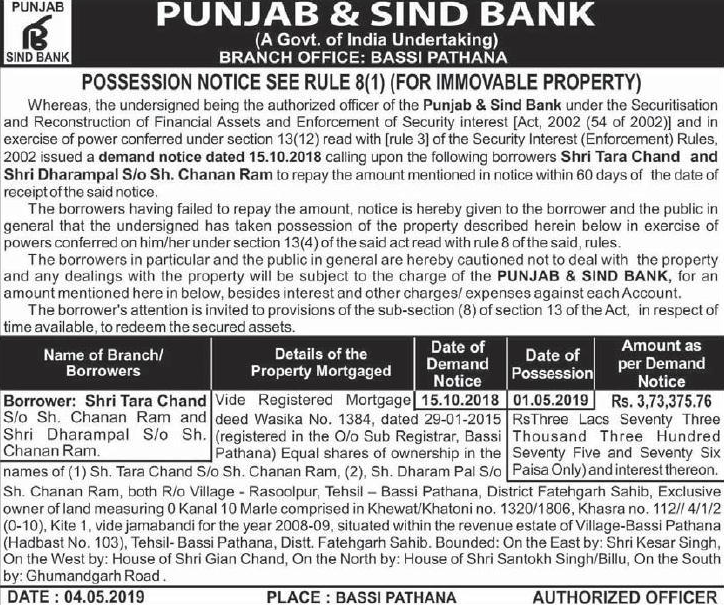 PUNJAB
SIND BANK
PUNJAB & SIND BANK
(A Govt. of India Undertaking)
BRANCH OFFICE: BASSI PATHANA
POSSESSION NOTICE SEE RULE 8(1) (FOR IMMOVABLE PROPERTY)
Whereas, the undersigned being the authorized officer of the Punjab & Sind Bank under the Securitisation
and Reconstruction of Financial Assets and Enforcement of Security interest [Act, 2002 (54 of 2002)] and in
exercise of power conferred under section 13(12) read with [rule 3] of the Security Interest (Enforcement) Rules,
2002 issued a demand notice dated 15.10.2018 calling upon the following borrowers Shri Tara Chand and
Shri Dharampal S/o Sh. Chanan Ram to repay the amount mentioned in notice within 60 days of the date of
receipt of the said notice.
The borrowers having failed to repay the amount, notice is hereby given to the borrower and the public in
general that the undersigned has taken possession of the property described herein below in exercise of
powers conferred on him/her under section 13(4) of the said act read with rule 8 of the said, rules.
The borrowers in particular and the public in general are hereby cautioned not to deal with the property
and any dealings with the property will be subject to the charge of the PUNJAB & SIND BANK, for an
amount mentioned here in below, besides interest and other charges/ expenses against each Account.
The borrower's attention is invited to provisions of the sub-section (8) of section 13 of the Act, in respect of
time available, to redeem the secured assets.
Name of Branch/
Borrowers
Details of the
Property Mortgaged
Date of
Demand
Notice
Date of
Possession
Amount as
per Demand
Notice
Borrower: Shri Tara Chand
S/o Sh. Chanan Ram and
Shri Dharampal S/o Sh.
Chanan Ram.
Vide Registered Mortgage
deed Wasika No. 1384, dated 29-01-2015
(registered in the O/o Sub Registrar, Bassi
Pathana) Equal shares of ownership in the
names of (1) Sh. Tara Chand S/o Sh. Chanan Ram, (2), Sh. Dharam Pal S/o
Sh. Chanan Ram, both R/o Village - Rasoolpur, Tehsil – Bassi Pathana, District Fatehgarh Sahib, Exclusive
owner of land measuring 0 Kanal 10 Marle comprised in Khewat/Khatoni no. 1320/1806, Khasra no. 112// 4/1/2
(0-10), Kite 1, vide jamabandi for the year 2008-09, situated within the revenue estate of Village-Bassi Pathana
(Hadbast No. 103), Tehsil- Bassi Pathana, Distt. Fatehgarh Sahib. Bounded: On the East by: Shri Kesar Singh,
On the West by: House of Shri Gian Chand, On the North by: House of Shri Santokh Singh/Billu, On the South
by: Ghumandgarh Road .
15.10.2018
01.05.2019
Rs. 3,73,375.76
RsThree Lacs Seventy Three
Thousand Three Hundred
Seventy Five and Seventy Six
Paisa Only) and interest thereon.
DATE : 04.05.2019
PLACE : BASSI PATHANA
AUTHORIZED OFFICER